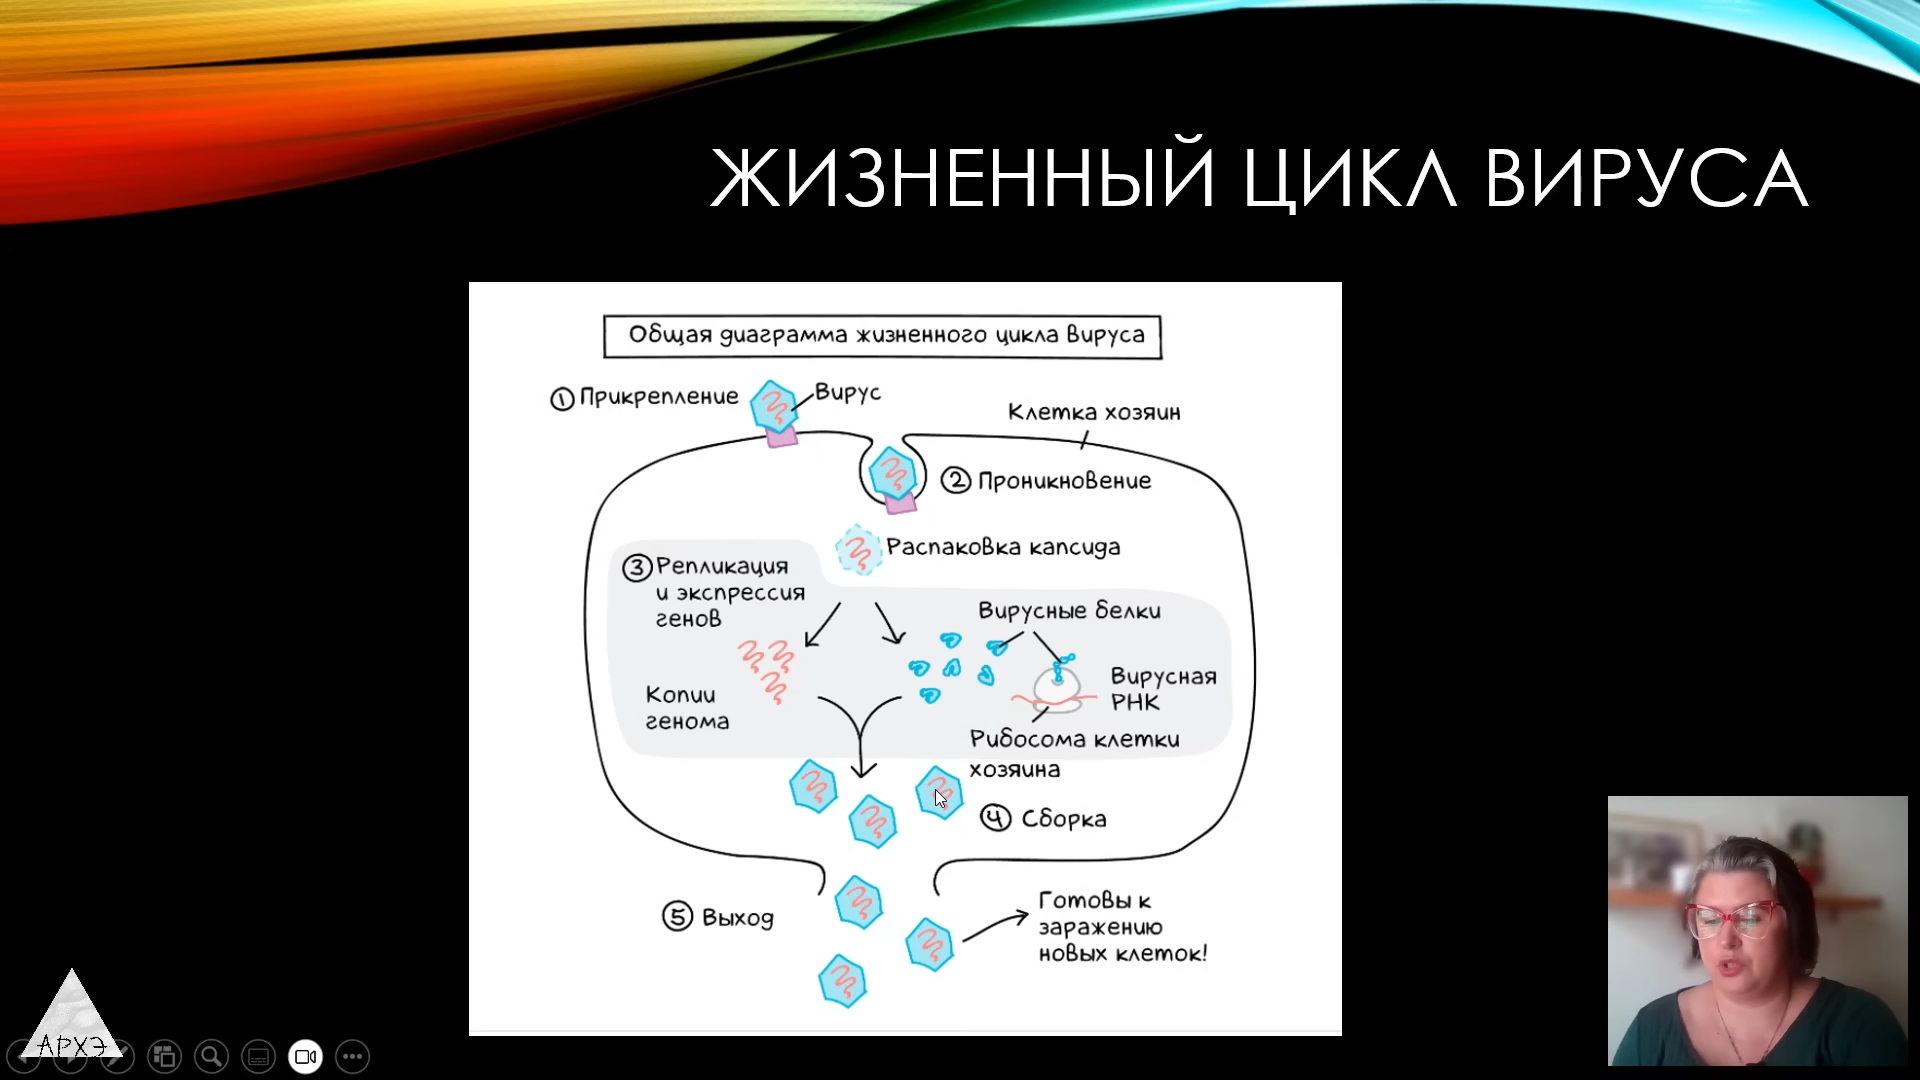 ЖИЗНЕННЫЙ ЦИКЛ ВИРУСА
Общая диаграмма жизненного цикла вируса
1 Прикрепление
Вирус
Клетка хозяин
2 Проникновение
Распаковка капсида
3 Репликация
и экспрессия
генов
Вирусные белки
Вирусная
РНК
Копии
генома
Рибосома клетки
хозяина
4 Сборка
5 Выход
Готовы к
заражению
новых клеток!
АРХЭ